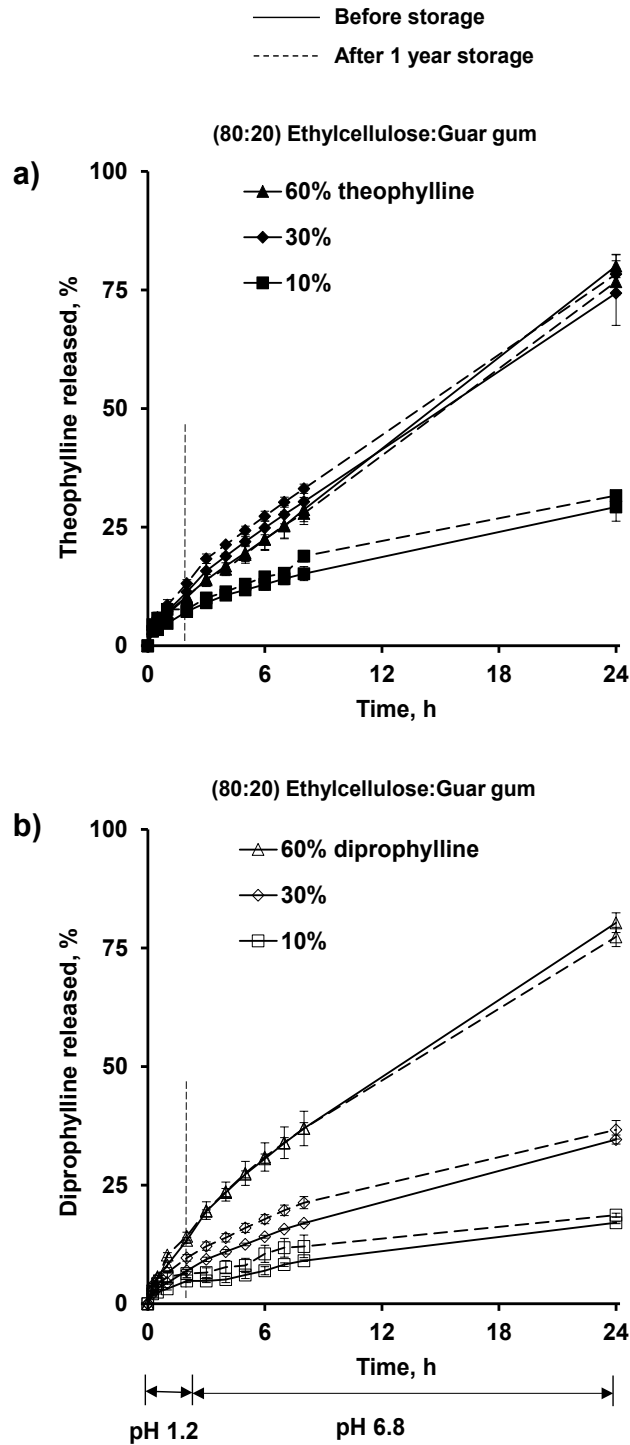 Before storage
After 1 year storage
(80:20) Ethylcellulose:Guar gum
a)
100
75
50
25
0
Theophylline released, %
60% theophylline
30%
10%
0 6 12 18 24
Time, h
(80:20) Ethylcellulose:Guar gum
b)
100
75
50
25
0
Diprophylline released, %
60% diprophylline
30%
10%
0 6 12 18 24
Time, h
pH 1.2 pH 6.8